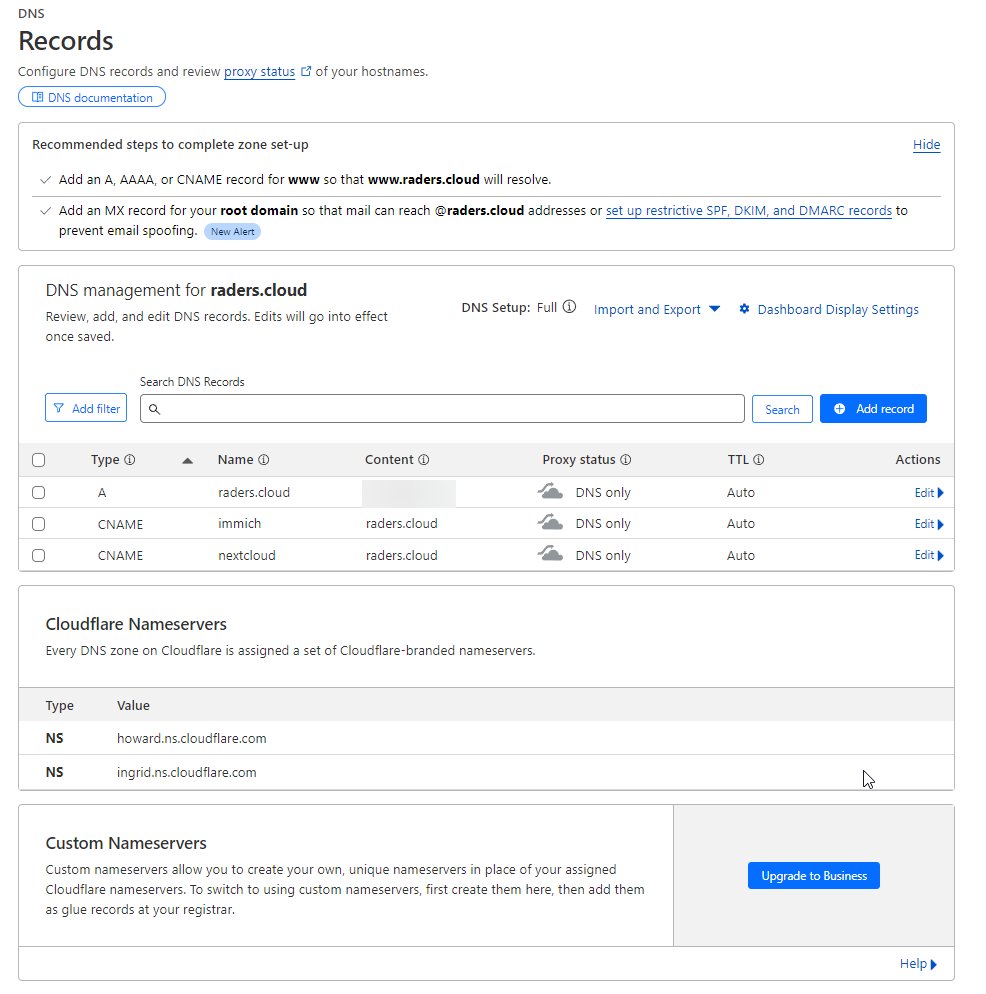 DNS
Records
Configure DNS records and review proxy status of your hostnames.
DNS documentation
Recommended steps to complete zone set-up
Hide
Add an A, AAAA, or CNAME record for www so that www.raders.cloud will resolve.
Add an MX record for your root domain so that mail can reach @raders.cloud addresses or set up restrictive SPF, DKIM, and DMARC records to
prevent email spoofing. New Alert
DNS management for raders.cloud
Review, add, and edit DNS records. Edits will go into effect
once saved.
DNS Setup: Full
Import and Export
Dashboard Display Settings
Search DNS Records
Add filter
Search
Add record
Type Name Content Proxy status TTL Actions
A raders.cloud DNS only Auto Edit
CNAME immich raders.cloud DNS only Auto Edit
CNAME nextcloud raders.cloud DNS only Auto Edit
Cloudflare Nameservers
Every DNS zone on Cloudflare is assigned a set of Cloudflare-branded nameservers.
Type Value
NS howard.ns.cloudflare.com
NS ingrid.ns.cloudflare.com
Custom Nameservers
Custom nameservers allow you to create your own, unique nameservers in place of your assigned
Cloudflare nameservers. To switch to using custom nameservers, first create them here, then add them
as glue records at your registrar.
Upgrade to Business
Help